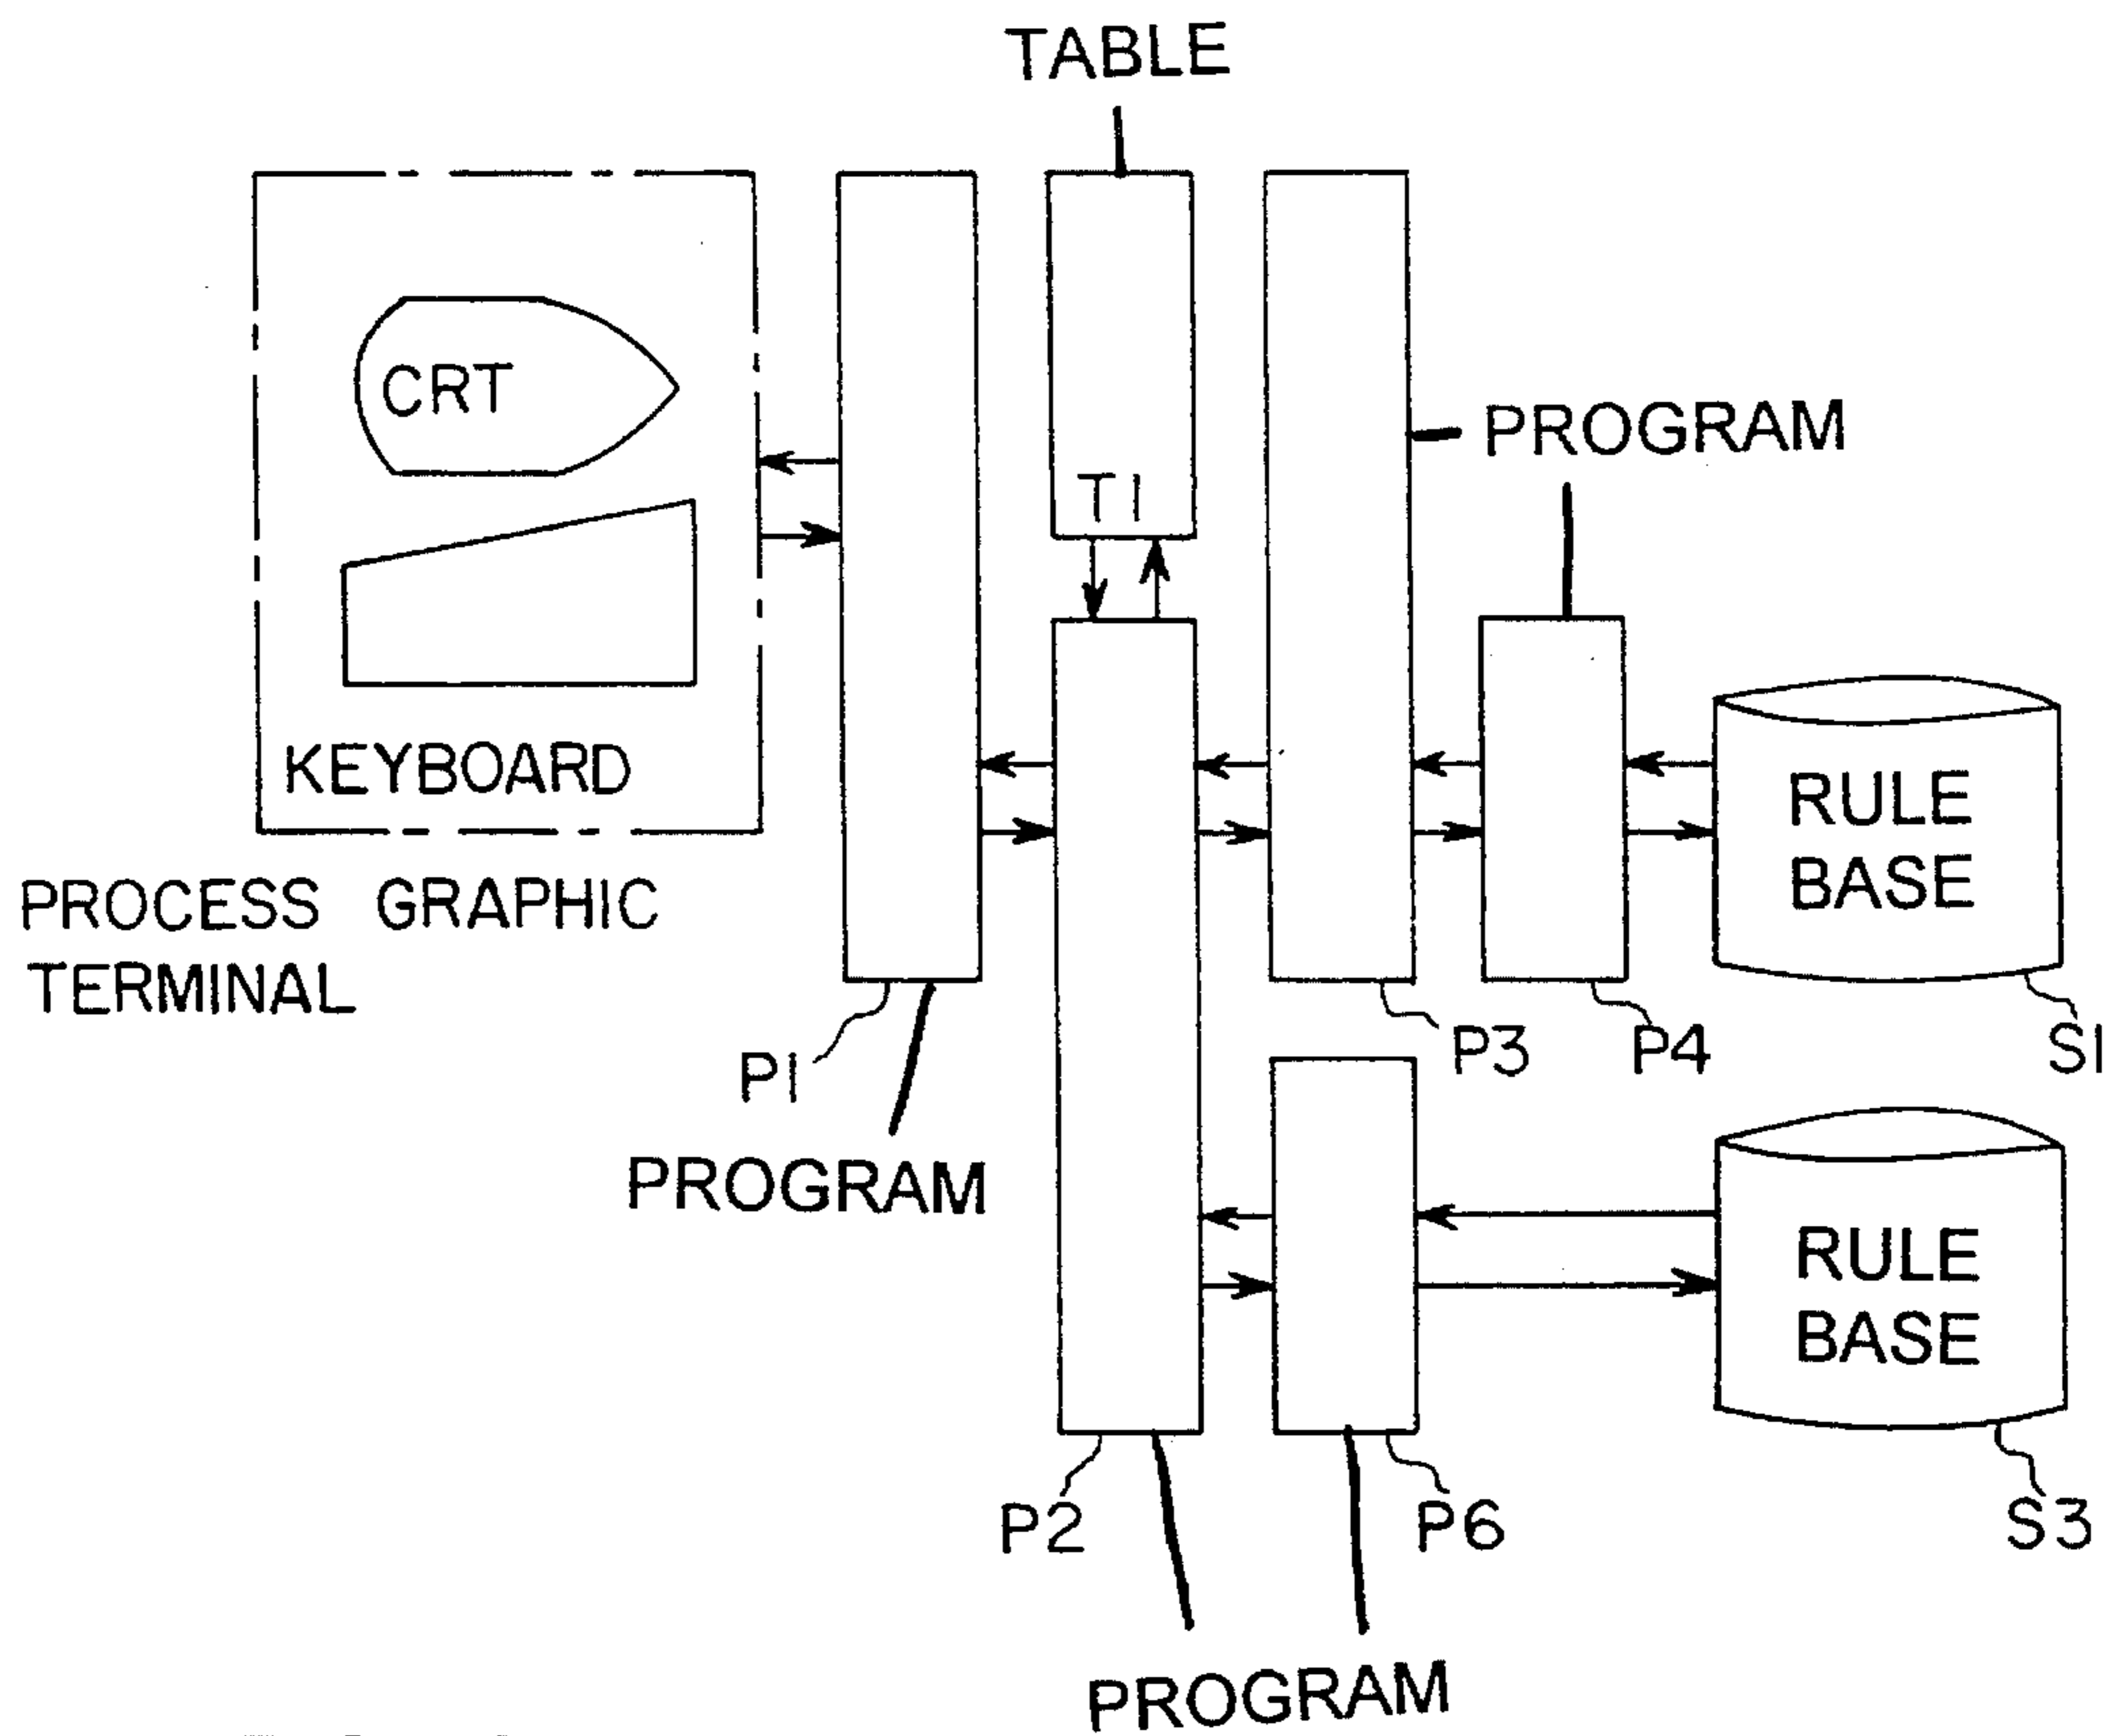 TABLE
CRT
T1
PROGRAM
KEYBOARD
RULE
BASE
PROCESS GRAPHIC
TERMINAL
P1
P3
P4
S1
PROGRAM
RULE
BASE
P2
P6
S3
PROGRAM